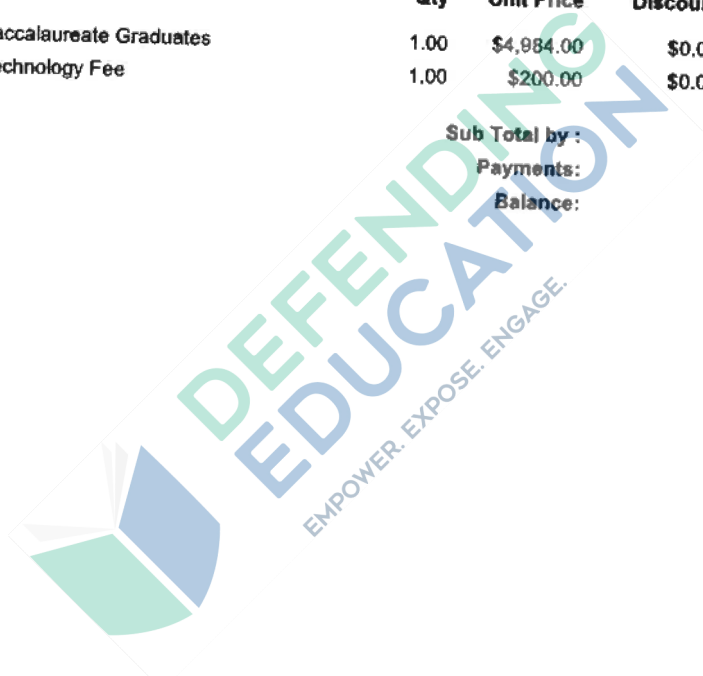 Qty Unit Price Discoun
accalaureate Graduates 1.00 $4,984.00 $0.0
echnology Fee 1.00 $200.00 $0.0
Sub Total by :
Payments:
Balance:
DEFENDING
EDUCATION
EMPOWER. EXPOSE. ENGAGE.